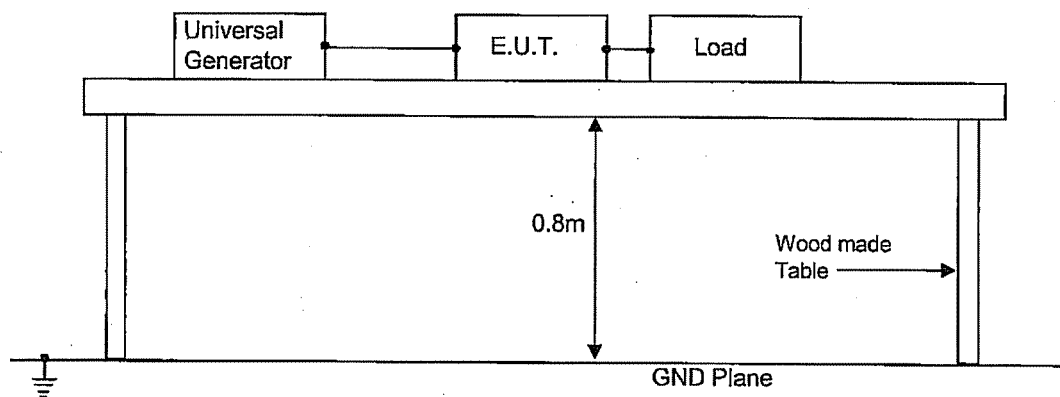 Universal
Generator
E.U.T.
Load
0.8m
Wood made
Table
GND Plane